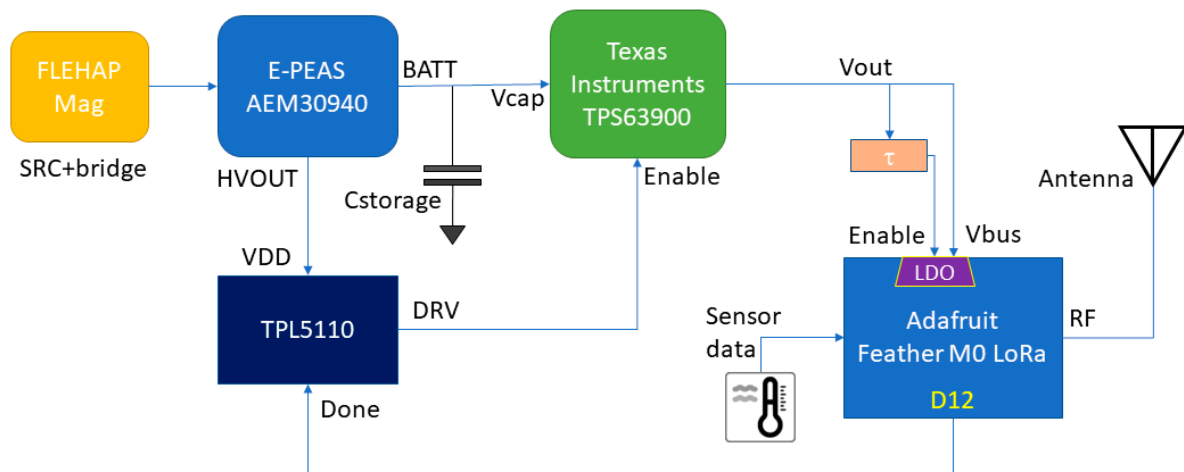 FLEHAP
Mag
SRC+bridge
E-PEAS
AEM30940
BATT
HVOUT
Vcap
Cstorage
Texas
Instruments
TPS63900
Enable
Vout
τ
Antenna
Enable
Vbus
LDO
VDD
TPL5110
DRV
Done
Sensor
data
Adafruit
Feather M0 LoRa
D12
RF